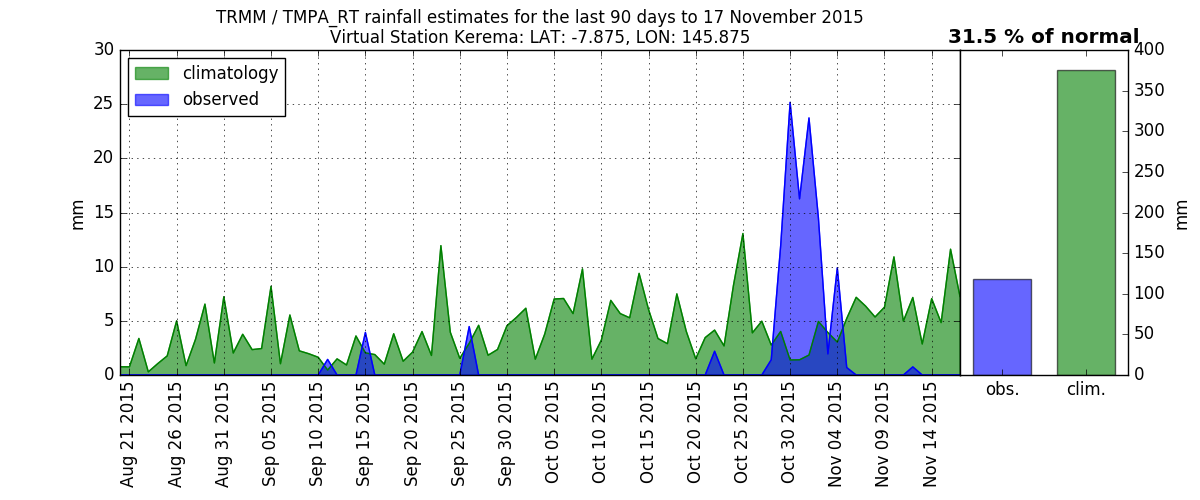 TRMM / TMPA_RT rainfall estimates for the last 90 days to 17 November 2015
Virtual Station Kerema: LAT: -7.875, LON: 145.875
31.5 % of normal
climatology
observed
30
25
20
15
10
5
0
mm
Aug 21 2015
Aug 26 2015
Aug 31 2015
Sep 05 2015
Sep 10 2015
Sep 15 2015
Sep 20 2015
Sep 25 2015
Sep 30 2015
Oct 05 2015
Oct 10 2015
Oct 15 2015
Oct 20 2015
Oct 25 2015
Oct 30 2015
Nov 04 2015
Nov 09 2015
Nov 14 2015
400
350
300
250
200
150
100
50
0
mm
obs.
clim.